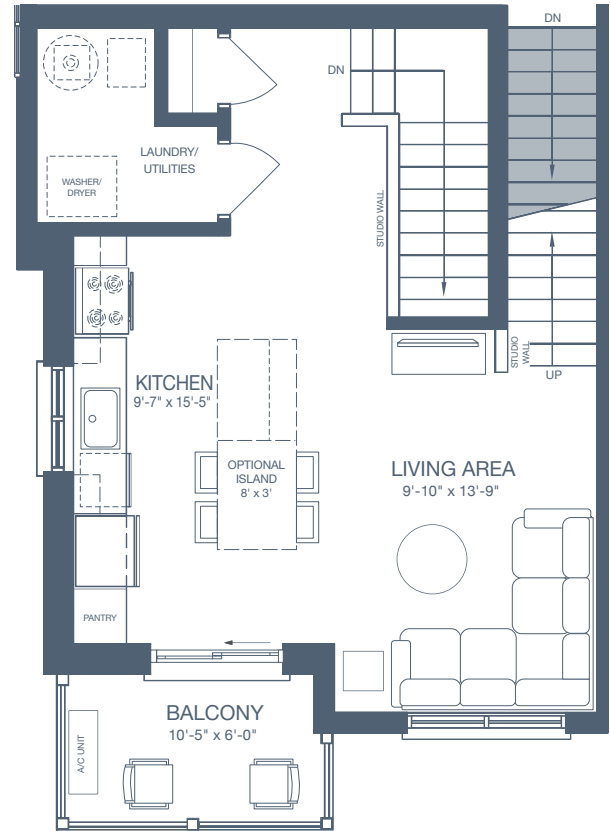 DN
DN
LAUNDRY/
UTILITIES
WASHER/
DRYER
STUDIO WALL
STUDIO
WALL
UP
KITCHEN
9'-7" x 15'-5"
OPTIONAL
ISLAND
8' x 3'
LIVING AREA
9'-10" x 13'-9"
PANTRY
BALCONY
10'-5" x 6'-0"
A/C UNIT